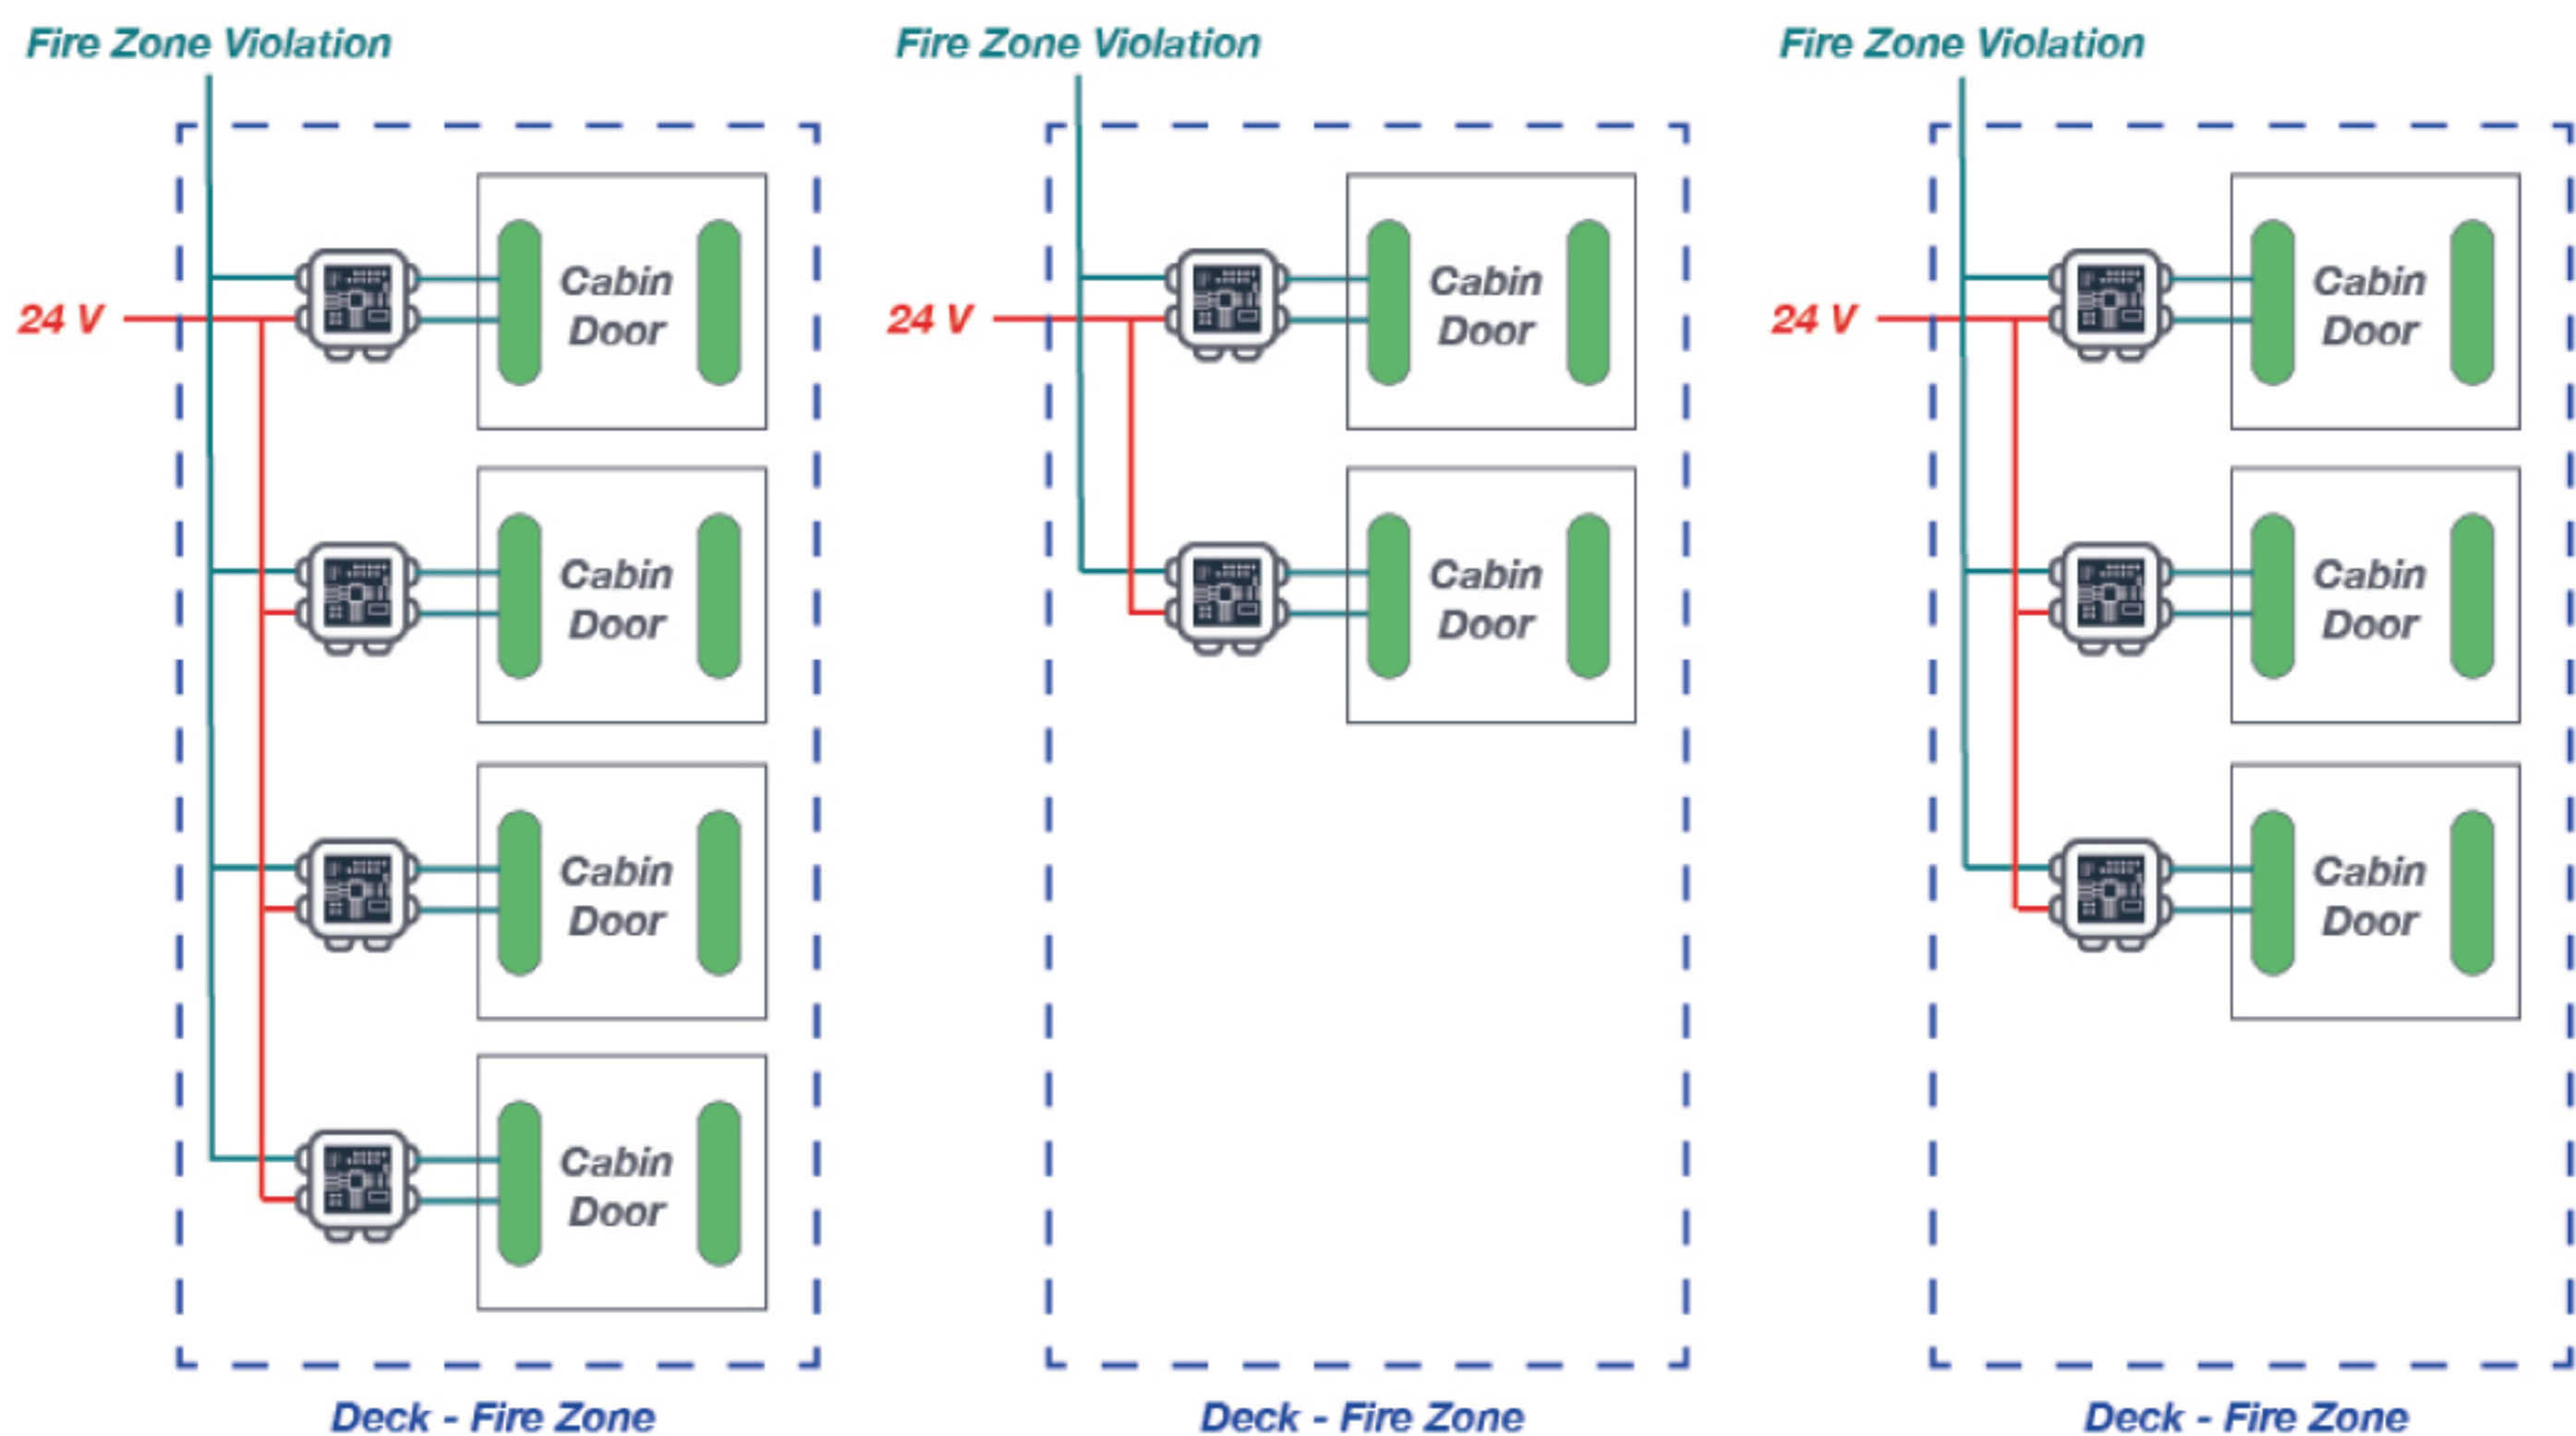 Fire Zone Violation
Fire Zone Violation
Fire Zone Violation
24 V
Cabin
Door
24 V
Cabin
Door
24 V
Cabin
Door
Cabin
Door
Cabin
Door
Cabin
Door
Cabin
Door
Cabin
Door
Cabin
Door
Deck - Fire Zone
Deck - Fire Zone
Deck - Fire Zone